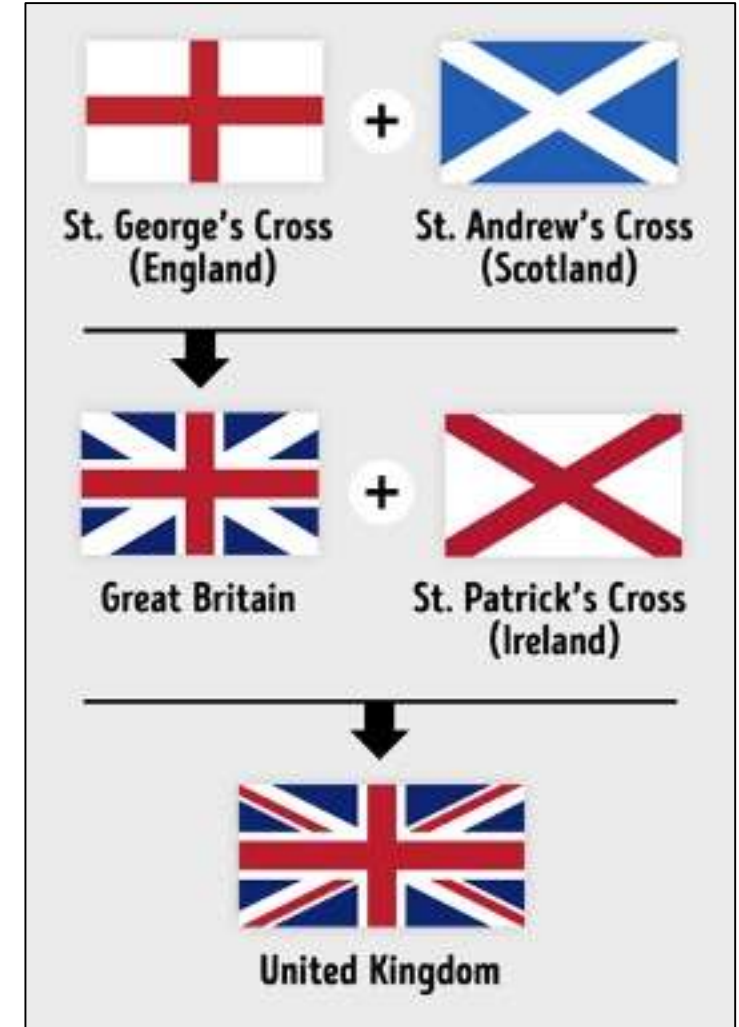 +
St. George's Cross
(England)
St. Andrew's Cross
(Scotland)
+
Great Britain
St. Patrick's Cross
(Ireland)
United Kingdom